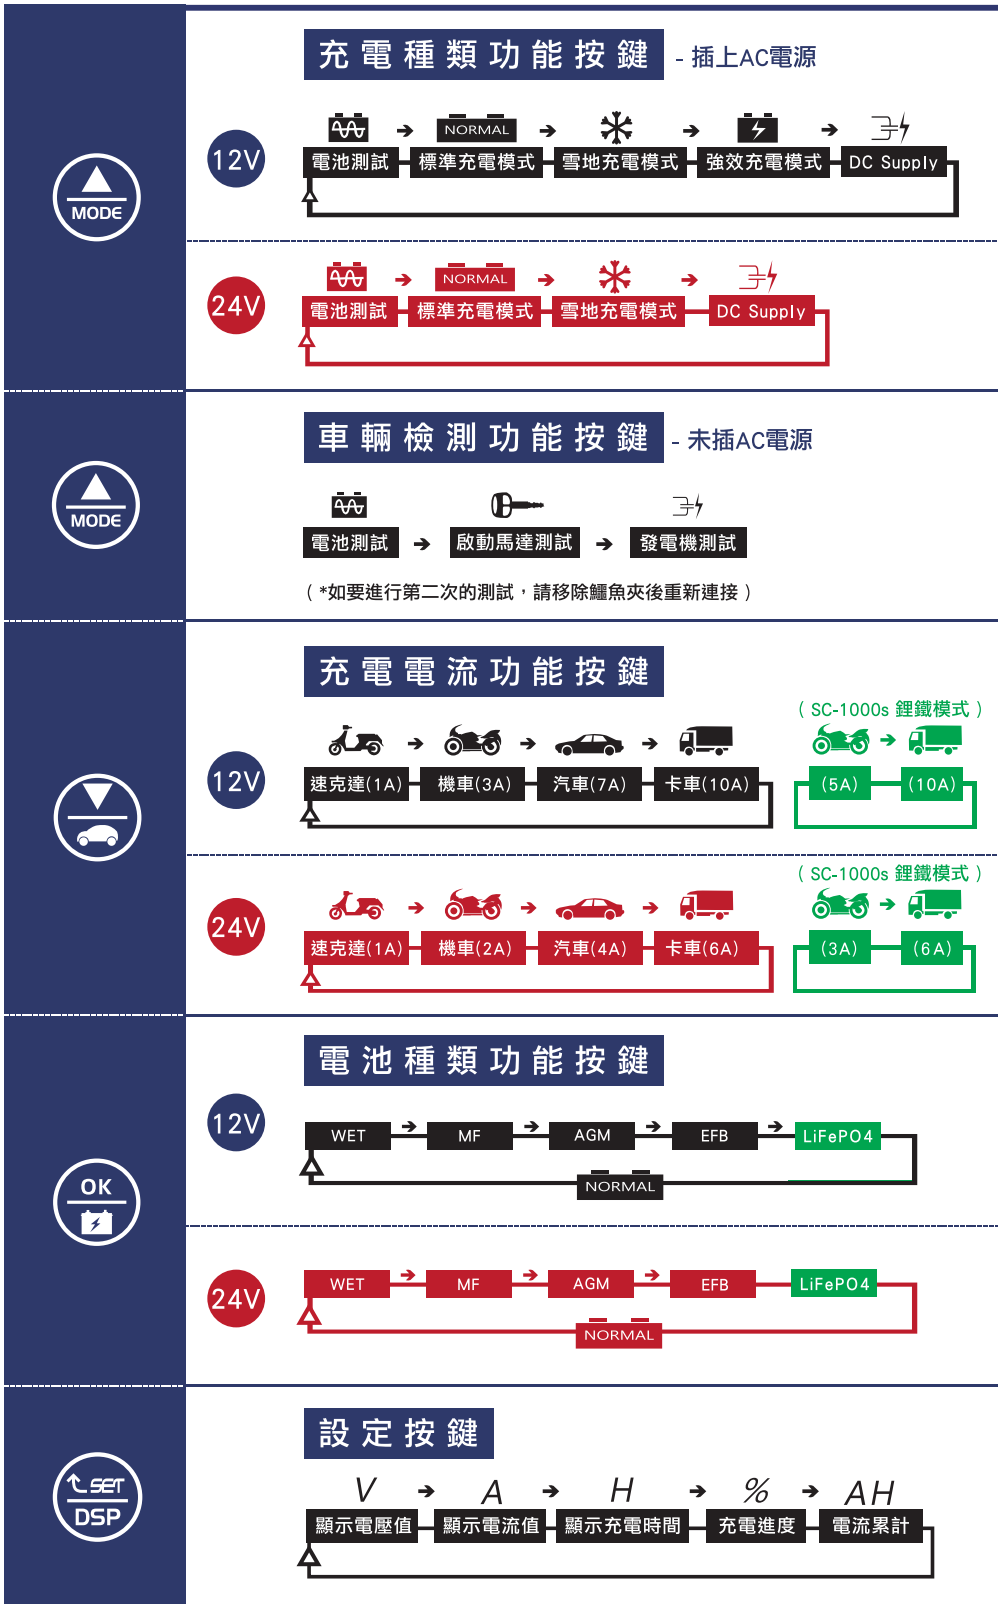 充電種類功能按鍵 - 插上AC電源
12V
NORMAL
電池測試 標準充電模式 雪地充電模式 強效充電模式 DC Supply
MODE
24V
NORMAL
電池測試 標準充電模式 雪地充電模式 DC Supply
車輛檢測功能按鍵 - 未插AC電源
MODE
電池測試 啟動馬達測試 發電機測試
( *如要進行第二次的測試，請移除鱷魚夾後重新連接 )
充電電流功能按鍵
( SC-1000s 鋰鐵模式 )
12V
速克達(1A) 機車(3A) 汽車(7A) 卡車(10A) (5A) (10A)
( SC-1000s 鋰鐵模式 )
24V
速克達(1A) 機車(2A) 汽車(4A) 卡車(6A) (3A) (6A)
電池種類功能按鍵
12V
WET MF AGM EFB LiFePO4
NORMAL
OK
24V
WET MF AGM EFB LiFePO4
NORMAL
設定按鍵
SET
DSP
V A H % AH
顯示電壓值 顯示電流值 顯示充電時間 充電進度 電流累計